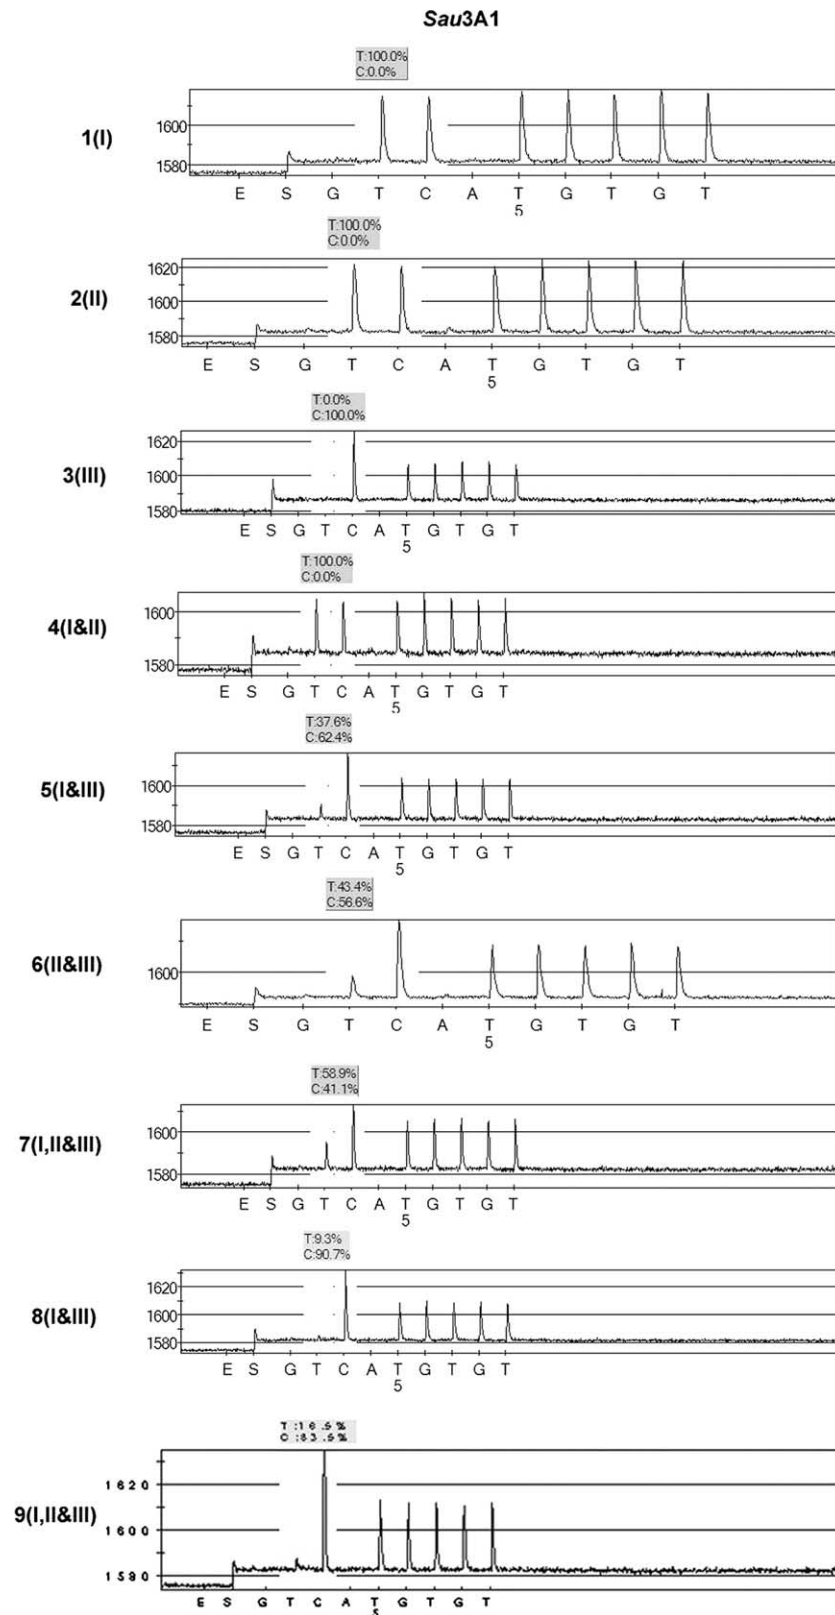 Sau3A1
T:100.0%
C:0.0%
1(I)
1600
1580
E S G T C A T G T G T
5
T:100.0%
C:0.0%
2(II)
1620
1600
1580
E S G T C A T G T G T
5
T:0.0%
C:100.0%
3(III)
1620
1600
1580
E S G T C A T G T G T
5
T:100.0%
C:0.0%
4(I&II)
1600
1580
E S G T C A T G T G T
5
T:37.6%
C:62.4%
5(I&III)
1600
1580
E S G T C A T G T G T
5
T:43.4%
C:56.6%
6(II&III)
1600
E S G T C A T G T G T
5
T:58.9%
C:41.1%
7(I,II&III)
1600
1580
E S G T C A T G T G T
5
T:9.3%
C:90.7%
8(I&III)
1620
1600
1580
E S G T C A T G T G T
5
T:16.5%
C:83.5%
9(I,II&III)
1620
1600
1580
E S G T C A T G T G T
5